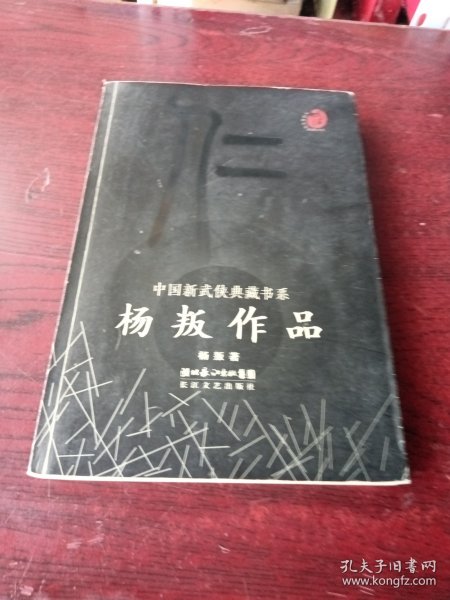 仁
中国新武侠典藏书系
杨叛作品
杨叛著
长江文艺出版社
孔夫子旧书网
www.kongfz.com